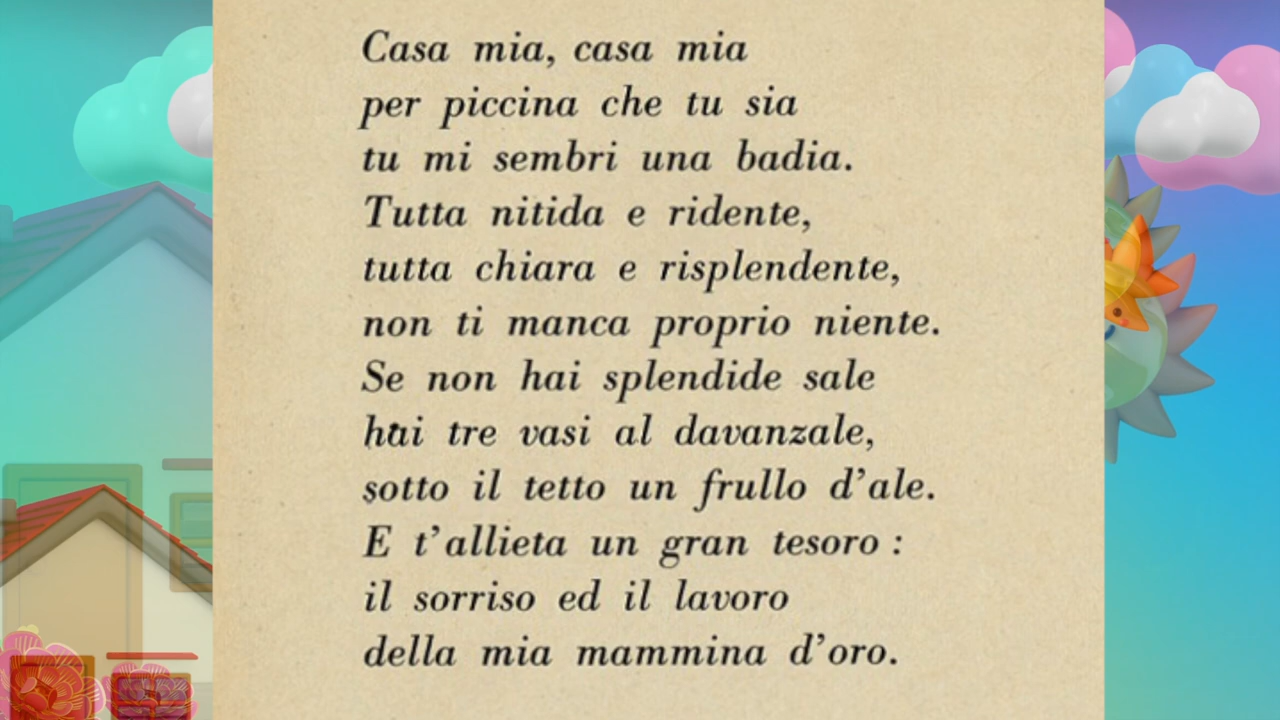 Casa mia, casa mia
per piccina che tu sia
tu mi sembri una badia.
Tutta nitida e ridente,
tutta chiara e risplendente,
non ti manca proprio niente.
Se non hai splendide sale
hai tre vasi al davanzale,
sotto il tetto un frullo d'ale.
E t'allieta un gran tesoro :
il sorriso ed il lavoro
della mia mammina d'oro.